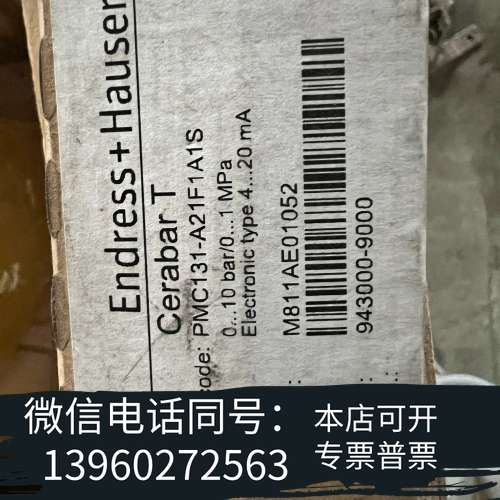 Endress+Hauser
Cerabar T
code: PMC131-A21F1A1S
0...10 bar/0...1 MPa
Electronic type 4...20 mA
M811AE01052
943000-9000
微信电话同号：
13960272563
本店可开
专票普票